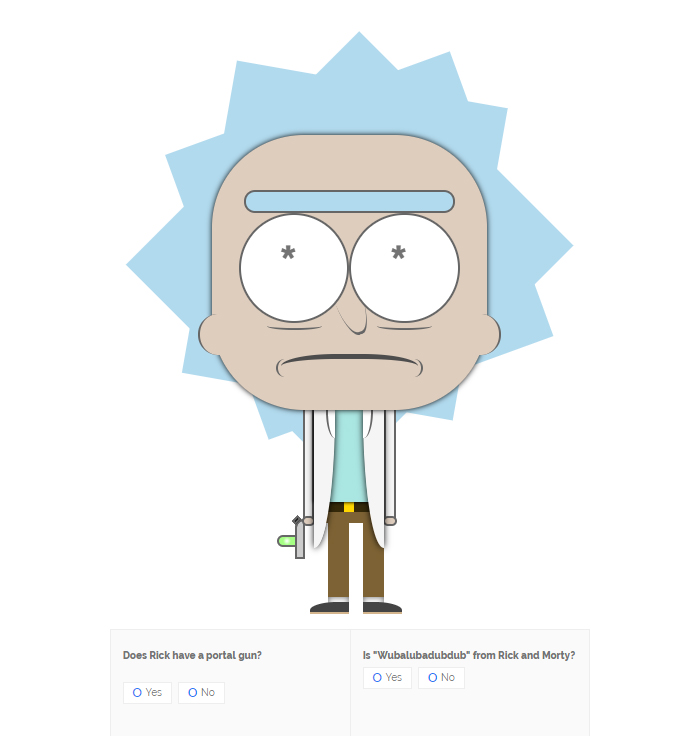 Does Rick have a portal gun?
Yes No
Is "Wubalubadubdub" from Rick and Morty?
Yes No